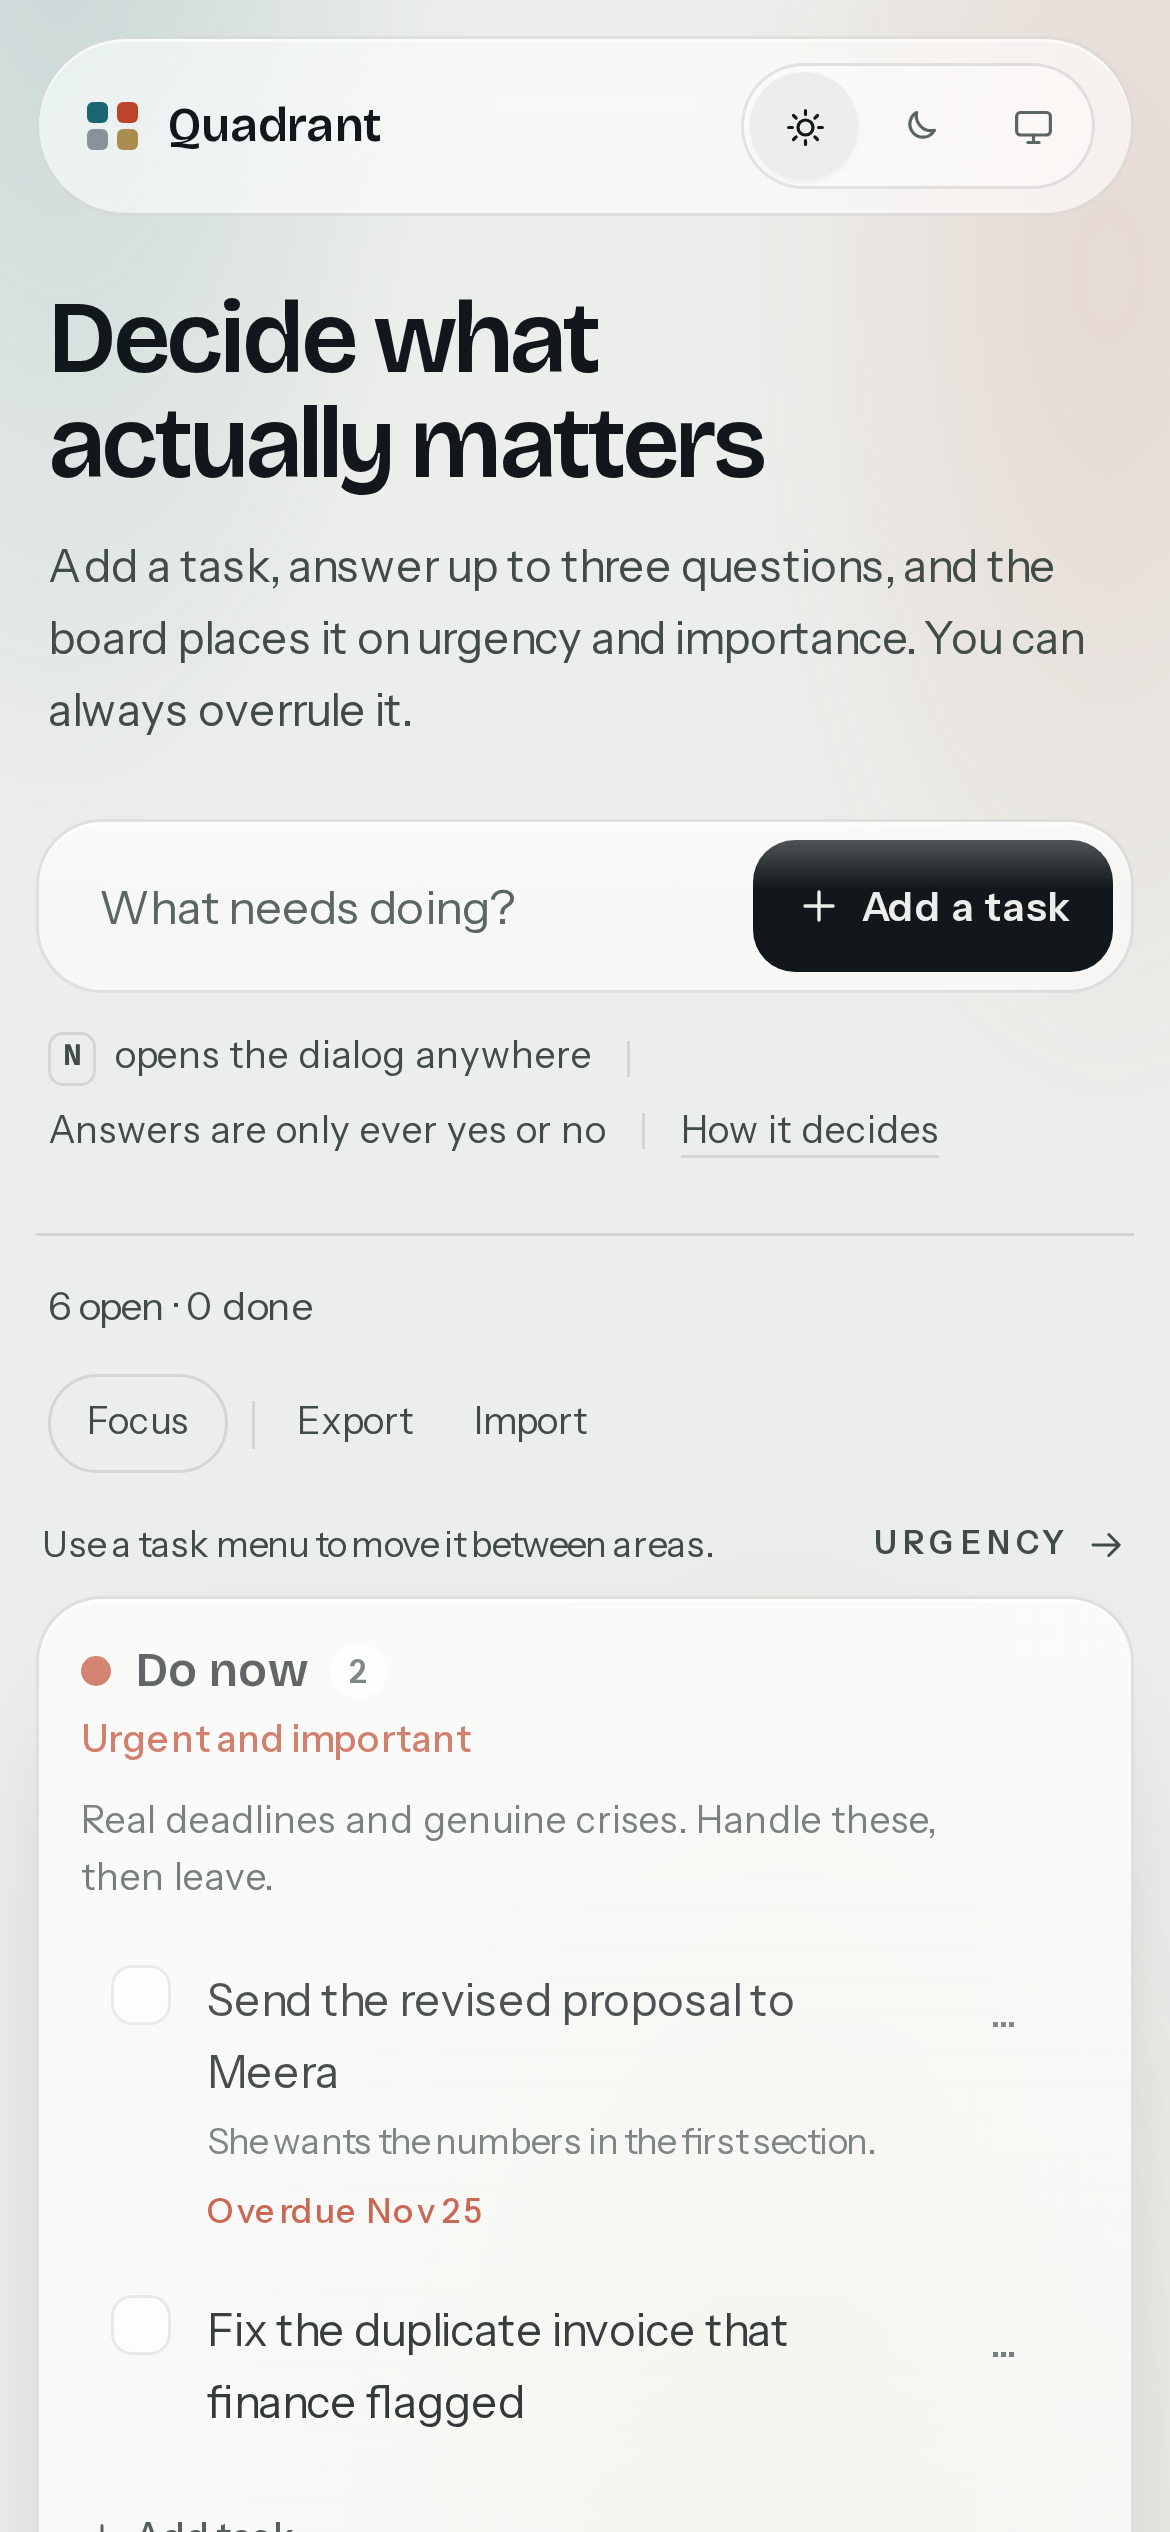 Quadrant
Decide what
actually matters
Add a task, answer up to three questions, and the
board places it on urgency and importance. You can
always overrule it.
What needs doing?
+ Add a task
N opens the dialog anywhere |
Answers are only ever yes or no | How it decides
6 open · 0 done
Focus | Export Import
Use a task menu to move it between areas. URGENCY →
Do now 2
Urgent and important
Real deadlines and genuine crises. Handle these,
then leave.
Send the revised proposal to ...
Meera
She wants the numbers in the first section.
Overdue Nov 25
Fix the duplicate invoice that ...
finance flagged
+ Add task